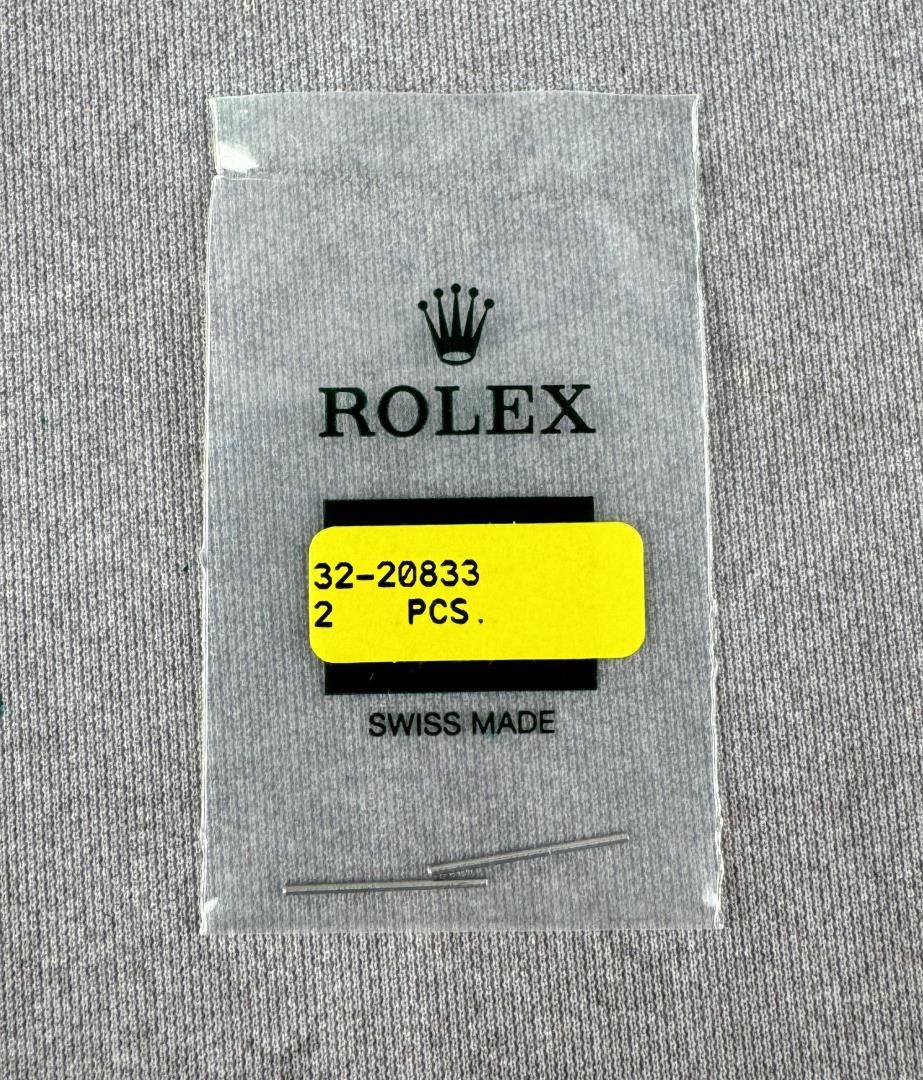 ROLEX
32-20833
2 PCS.
SWISS MADE